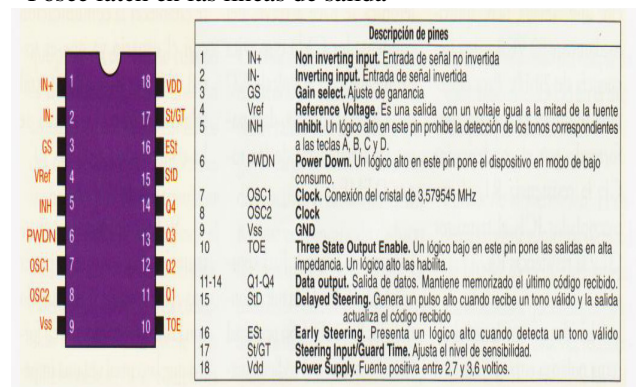 Posee latch en las líneas de salida
Descripción de pines
1 IN+ Non inverting input. Entrada de señal no invertida
2 IN- Inverting input. Entrada de señal invertida
3 GS Gain select. Ajuste de ganancia
4 Vref Reference Voltage. Es una salida con un voltaje igual a la mitad de la fuente
5 INH Inhibit. Un lógico alto en este pin prohibe la detección de los tonos correspondientes
a las teclas A, B, C y D.
6 PWDN Power Down. Un lógico alto en este pin pone el dispositivo en modo de bajo
consumo.
7 OSC1 Clock. Conexión del cristal de 3,579545 MHz
8 OSC2 Clock
9 Vss GND
10 TOE Three State Output Enable. Un lógico bajo en este pin pone las salidas en alta
impedancia. Un lógico alto las habilita.
11-14 Q1-Q4 Data output. Salida de datos. Mantiene memorizado el último código recibido.
15 StD Delayed Steering. Genera un pulso alto cuando recibe un tono válido y la salida
actualiza el código recibido
16 ESt Early Steering. Presenta un lógico alto cuando detecta un tono válido
17 St/GT Steering Input/Guard Time. Ajusta el nivel de sensibilidad.
18 Vdd Power Supply. Fuente positiva entre 2,7 y 3,6 voltios.
IN+ 1 18 VDD
IN- 2 17 St/GT
GS 3 16 ESt
VRef 4 15 StD
INH 5 14 Q4
PWDN 6 13 Q3
OSC1 7 12 Q2
OSC2 8 11 Q1
Vss 9 10 TOE